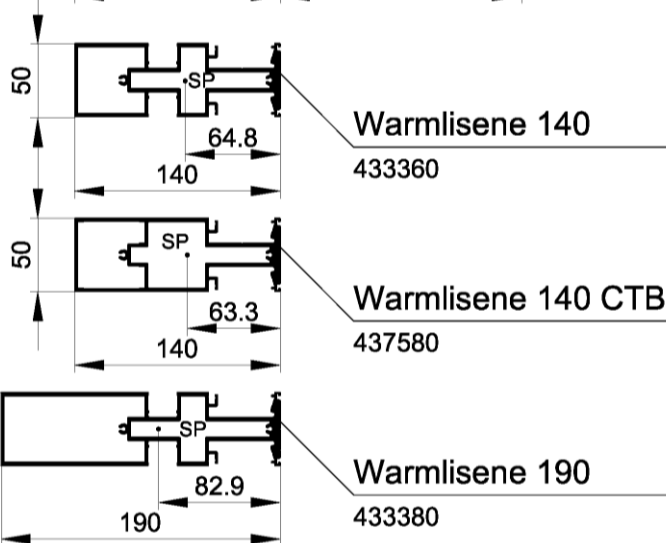 50
SP
64.8
140
Warmlisene 140
433360
50
SP
63.3
140
Warmlisene 140 CTB
437580
SP
82.9
190
Warmlisene 190
433380